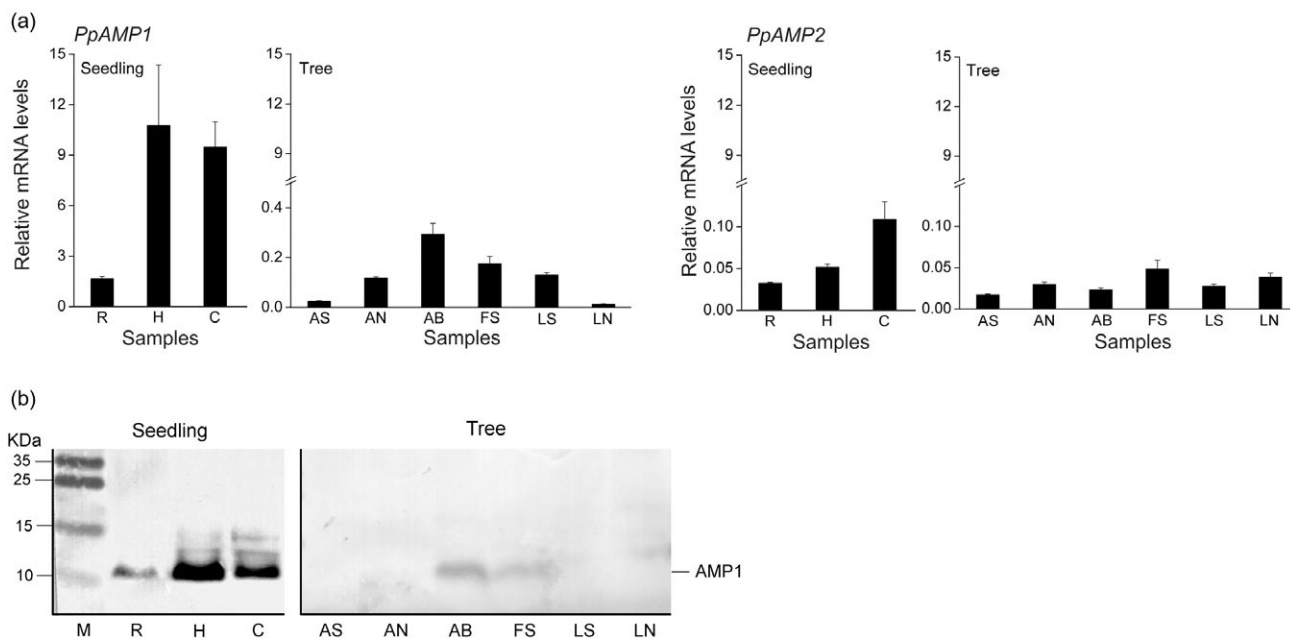 (a)
PpAMP1
PpAMP2
Relative mRNA levels
15
12
9
6
3
0
Seedling
R H C
Samples
15
12
9
0.4
0.2
0.0
Tree
AS AN AB FS LS LN
Samples
Relative mRNA levels
15
12
9
0.10
0.05
0.00
Seedling
R H C
Samples
15
12
9
0.10
0.05
0.00
Tree
AS AN AB FS LS LN
Samples
(b)
KDa
Seedling
Tree
35
25
15
10
AMP1
M R H C AS AN AB FS LS LN